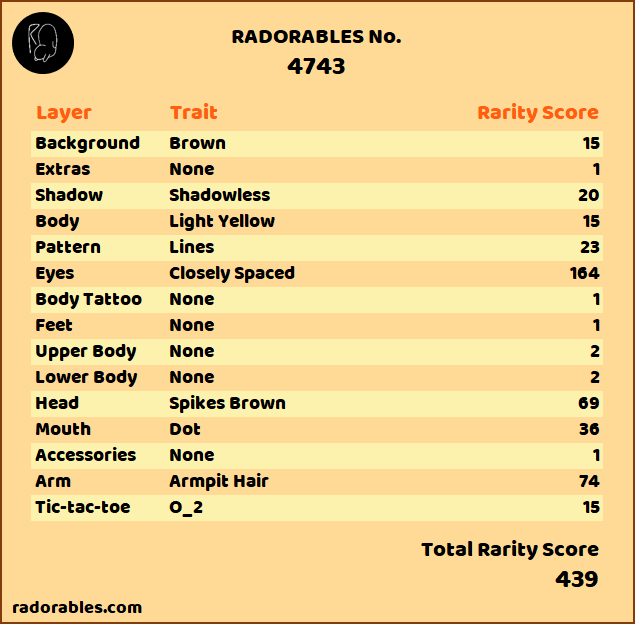 RADORABLES No.
4743
Layer Trait Rarity Score
Background Brown 15
Extras None 1
Shadow Shadowless 20
Body Light Yellow 15
Pattern Lines 23
Eyes Closely Spaced 164
Body Tattoo None 1
Feet None 1
Upper Body None 2
Lower Body None 2
Head Spikes Brown 69
Mouth Dot 36
Accessories None 1
Arm Armpit Hair 74
Tic-tac-toe O_2 15
Total Rarity Score
439
radorables.com